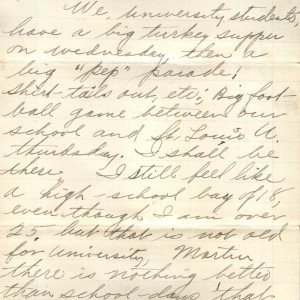 We, university students,
have a big turkey supper
on wednesday, then a
big "pep" parade,
shirt-tails out, etc; Big foot-
ball game between our
school and St Louis U.
thursday. I shall be
there. I still feel like
a high-school boy of 18
even though I am over
25 but that is not old
for university, Martin
there is nothing better
than school-days that